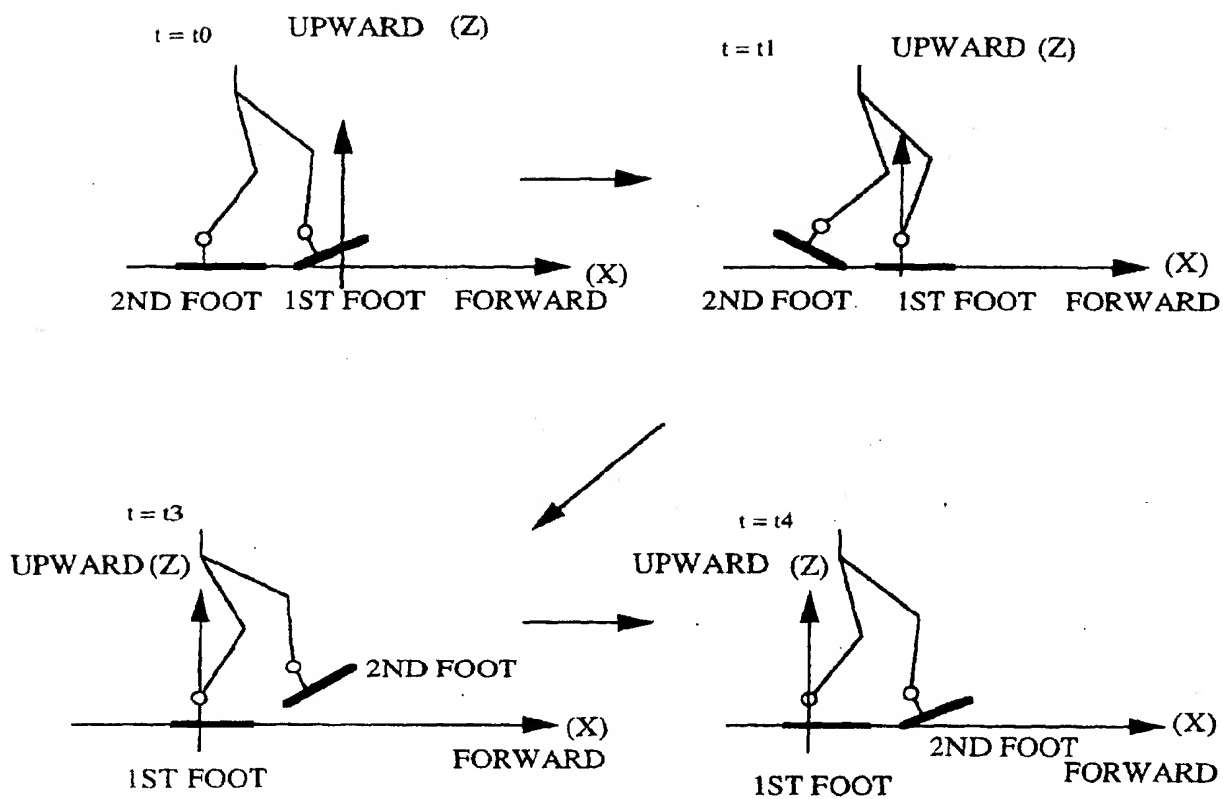 t = t0
UPWARD (Z)
2ND FOOT 1ST FOOT FORWARD (X)
t = t1
UPWARD (Z)
2ND FOOT 1ST FOOT FORWARD (X)
t = t3
UPWARD (Z)
2ND FOOT
(X)
1ST FOOT FORWARD
t = t4
UPWARD (Z)
(X)
2ND FOOT
1ST FOOT FORWARD